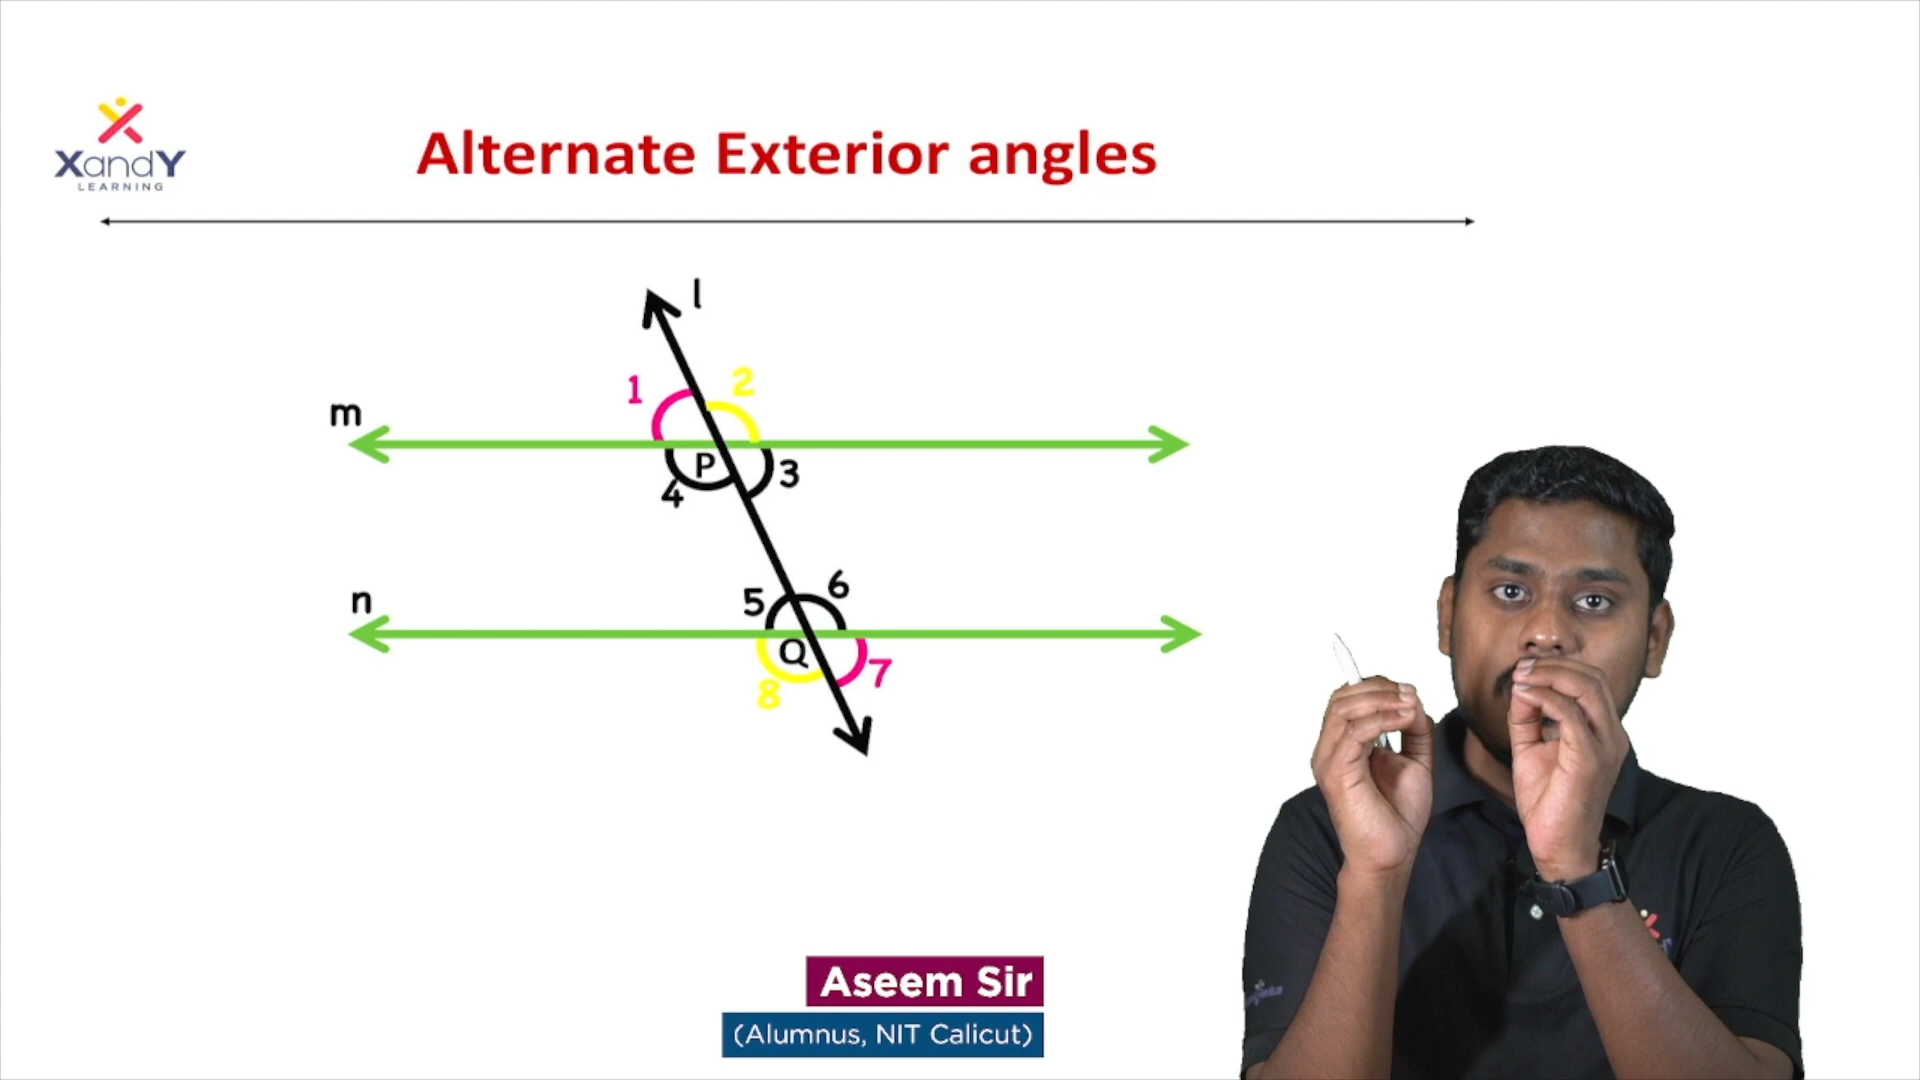 XandY
LEARNING
Alternate Exterior angles
l
1
2
m
P
3
4
n
5
6
Q
7
8
Aseem Sir
(Alumnus, NIT Calicut)